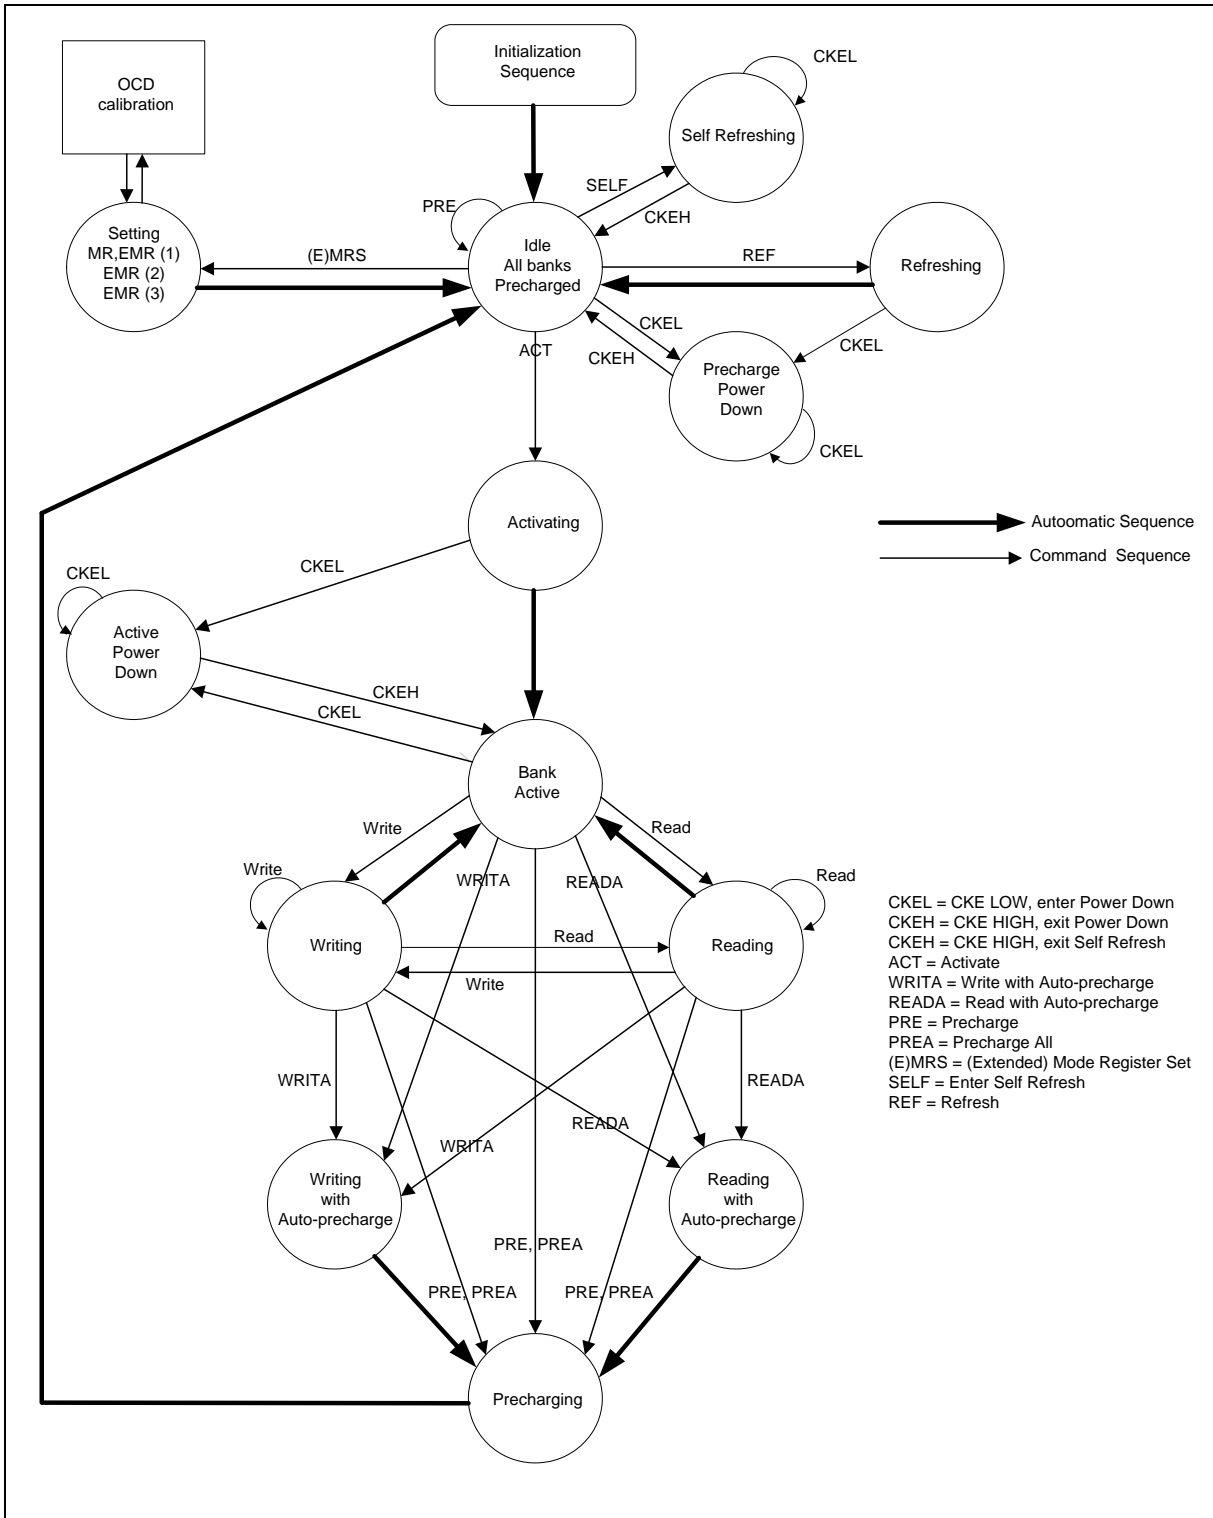 Initialization
Sequence
OCD
calibration
CKEL
Self Refreshing
SELF
CKEH
PRE
Setting
MR,EMR (1)
EMR (2)
EMR (3)
(E)MRS
Idle
All banks
Precharged
REF
Refreshing
CKEL
CKEH
CKEL
ACT
Precharge
Power
Down
CKEL
Activating
Autoomatic Sequence
Command Sequence
CKEL
CKEL
Active
Power
Down
CKEH
CKEL
Bank
Active
Write
Read
Write
WRITA
READA
Read
Writing
Read
Reading
Write
CKEL = CKE LOW, enter Power Down
CKEH = CKE HIGH, exit Power Down
CKEH = CKE HIGH, exit Self Refresh
ACT = Activate
WRITA = Write with Auto-precharge
READA = Read with Auto-precharge
PRE = Precharge
PREA = Precharge All
(E)MRS = (Extended) Mode Register Set
SELF = Enter Self Refresh
REF = Refresh
WRITA
READA
READA
WRITA
Writing
with
Auto-precharge
Reading
with
Auto-precharge
PRE, PREA
PRE, PREA
PRE, PREA
Precharging